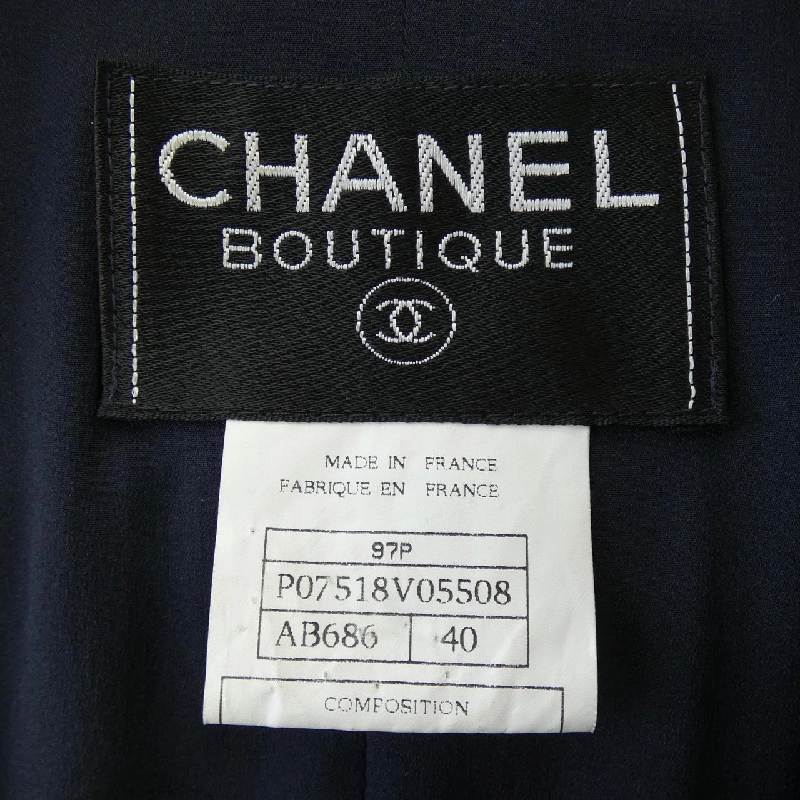 CHANEL
BOUTIQUE
MADE IN FRANCE
FABRIQUE EN FRANCE
97P
P07518V05508
AB686 40
COMPOSITION